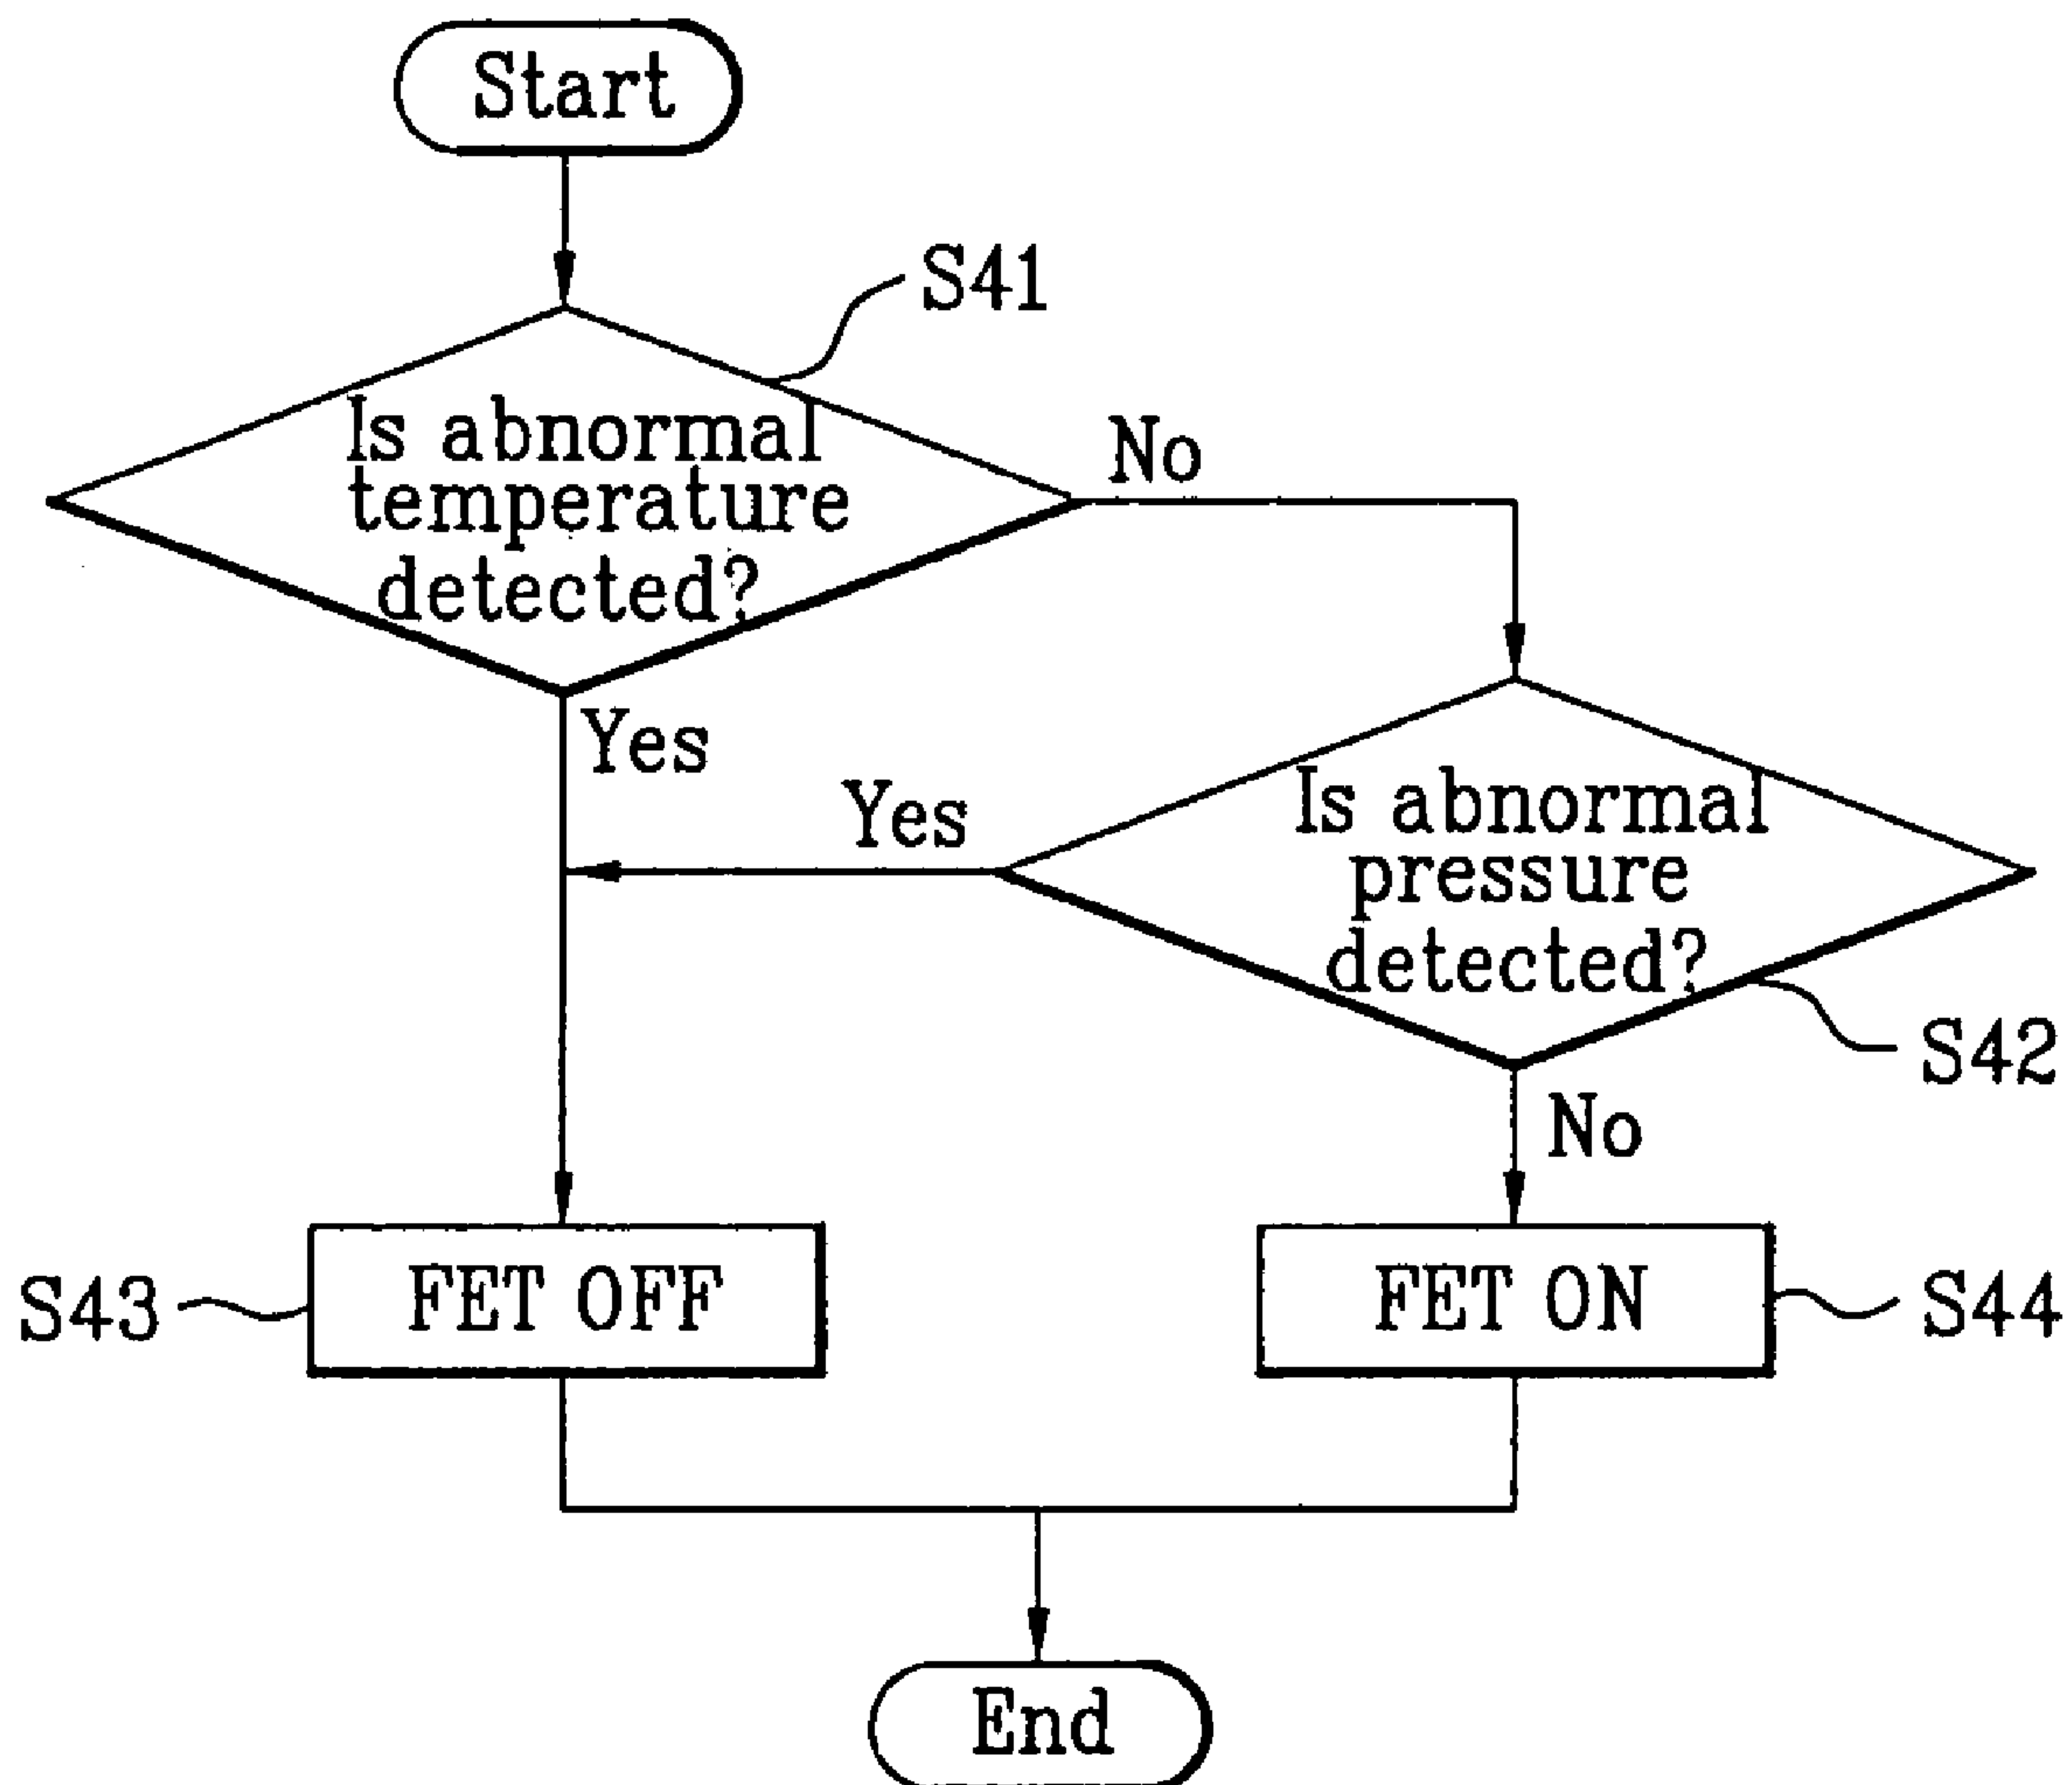 Start
S41
Is abnormal
temperature
detected?
No
Yes
Yes
Is abnormal
pressure
detected?
S42
No
S43
FET OFF
FET ON
S44
End